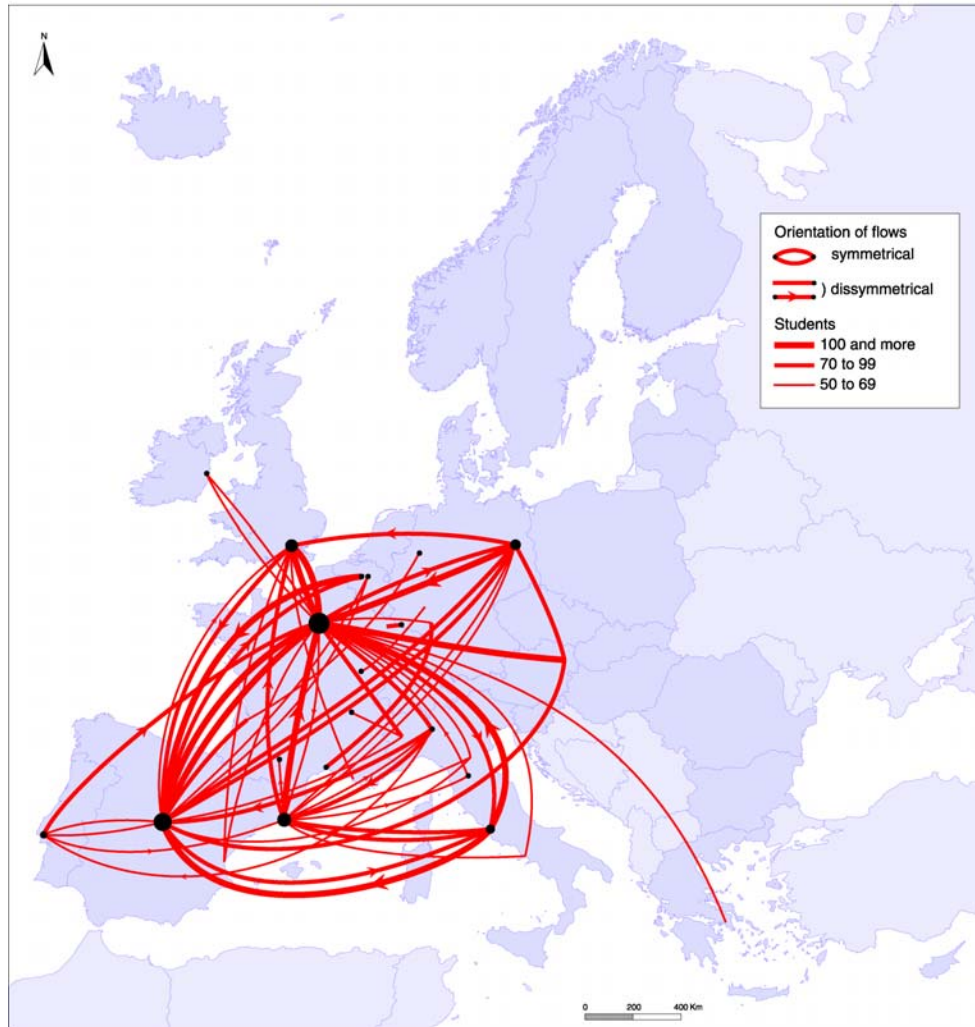 N
Orientation of flows
symmetrical
) dissymmetrical
Students
100 and more
70 to 99
50 to 69
0 200 400 Km